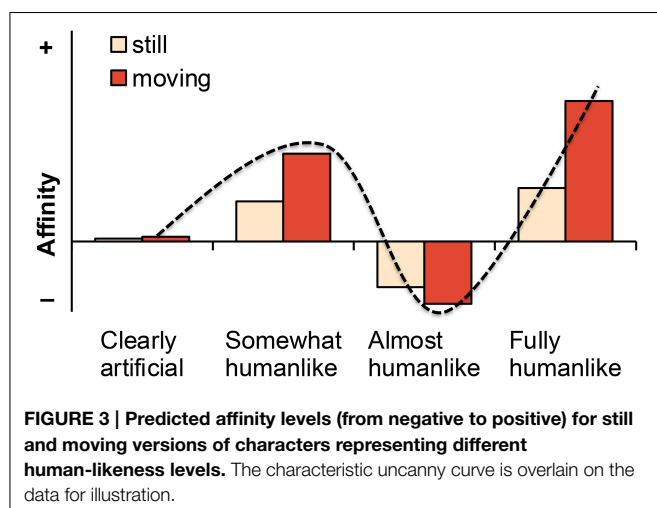 +
still
moving
Affinity
–
Clearly Somewhat Almost Fully
artificial humanlike humanlike humanlike
FIGURE 3 | Predicted affinity levels (from negative to positive) for still
and moving versions of characters representing different
human-likeness levels. The characteristic uncanny curve is overlain on the
data for illustration.